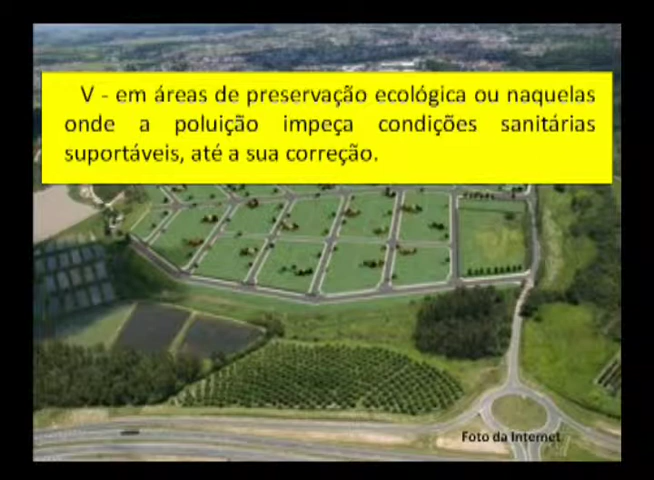 V - em áreas de preservação ecológica ou naquelas
onde a poluição impeça condições sanitárias
suportáveis, até a sua correção.
Foto da Internet